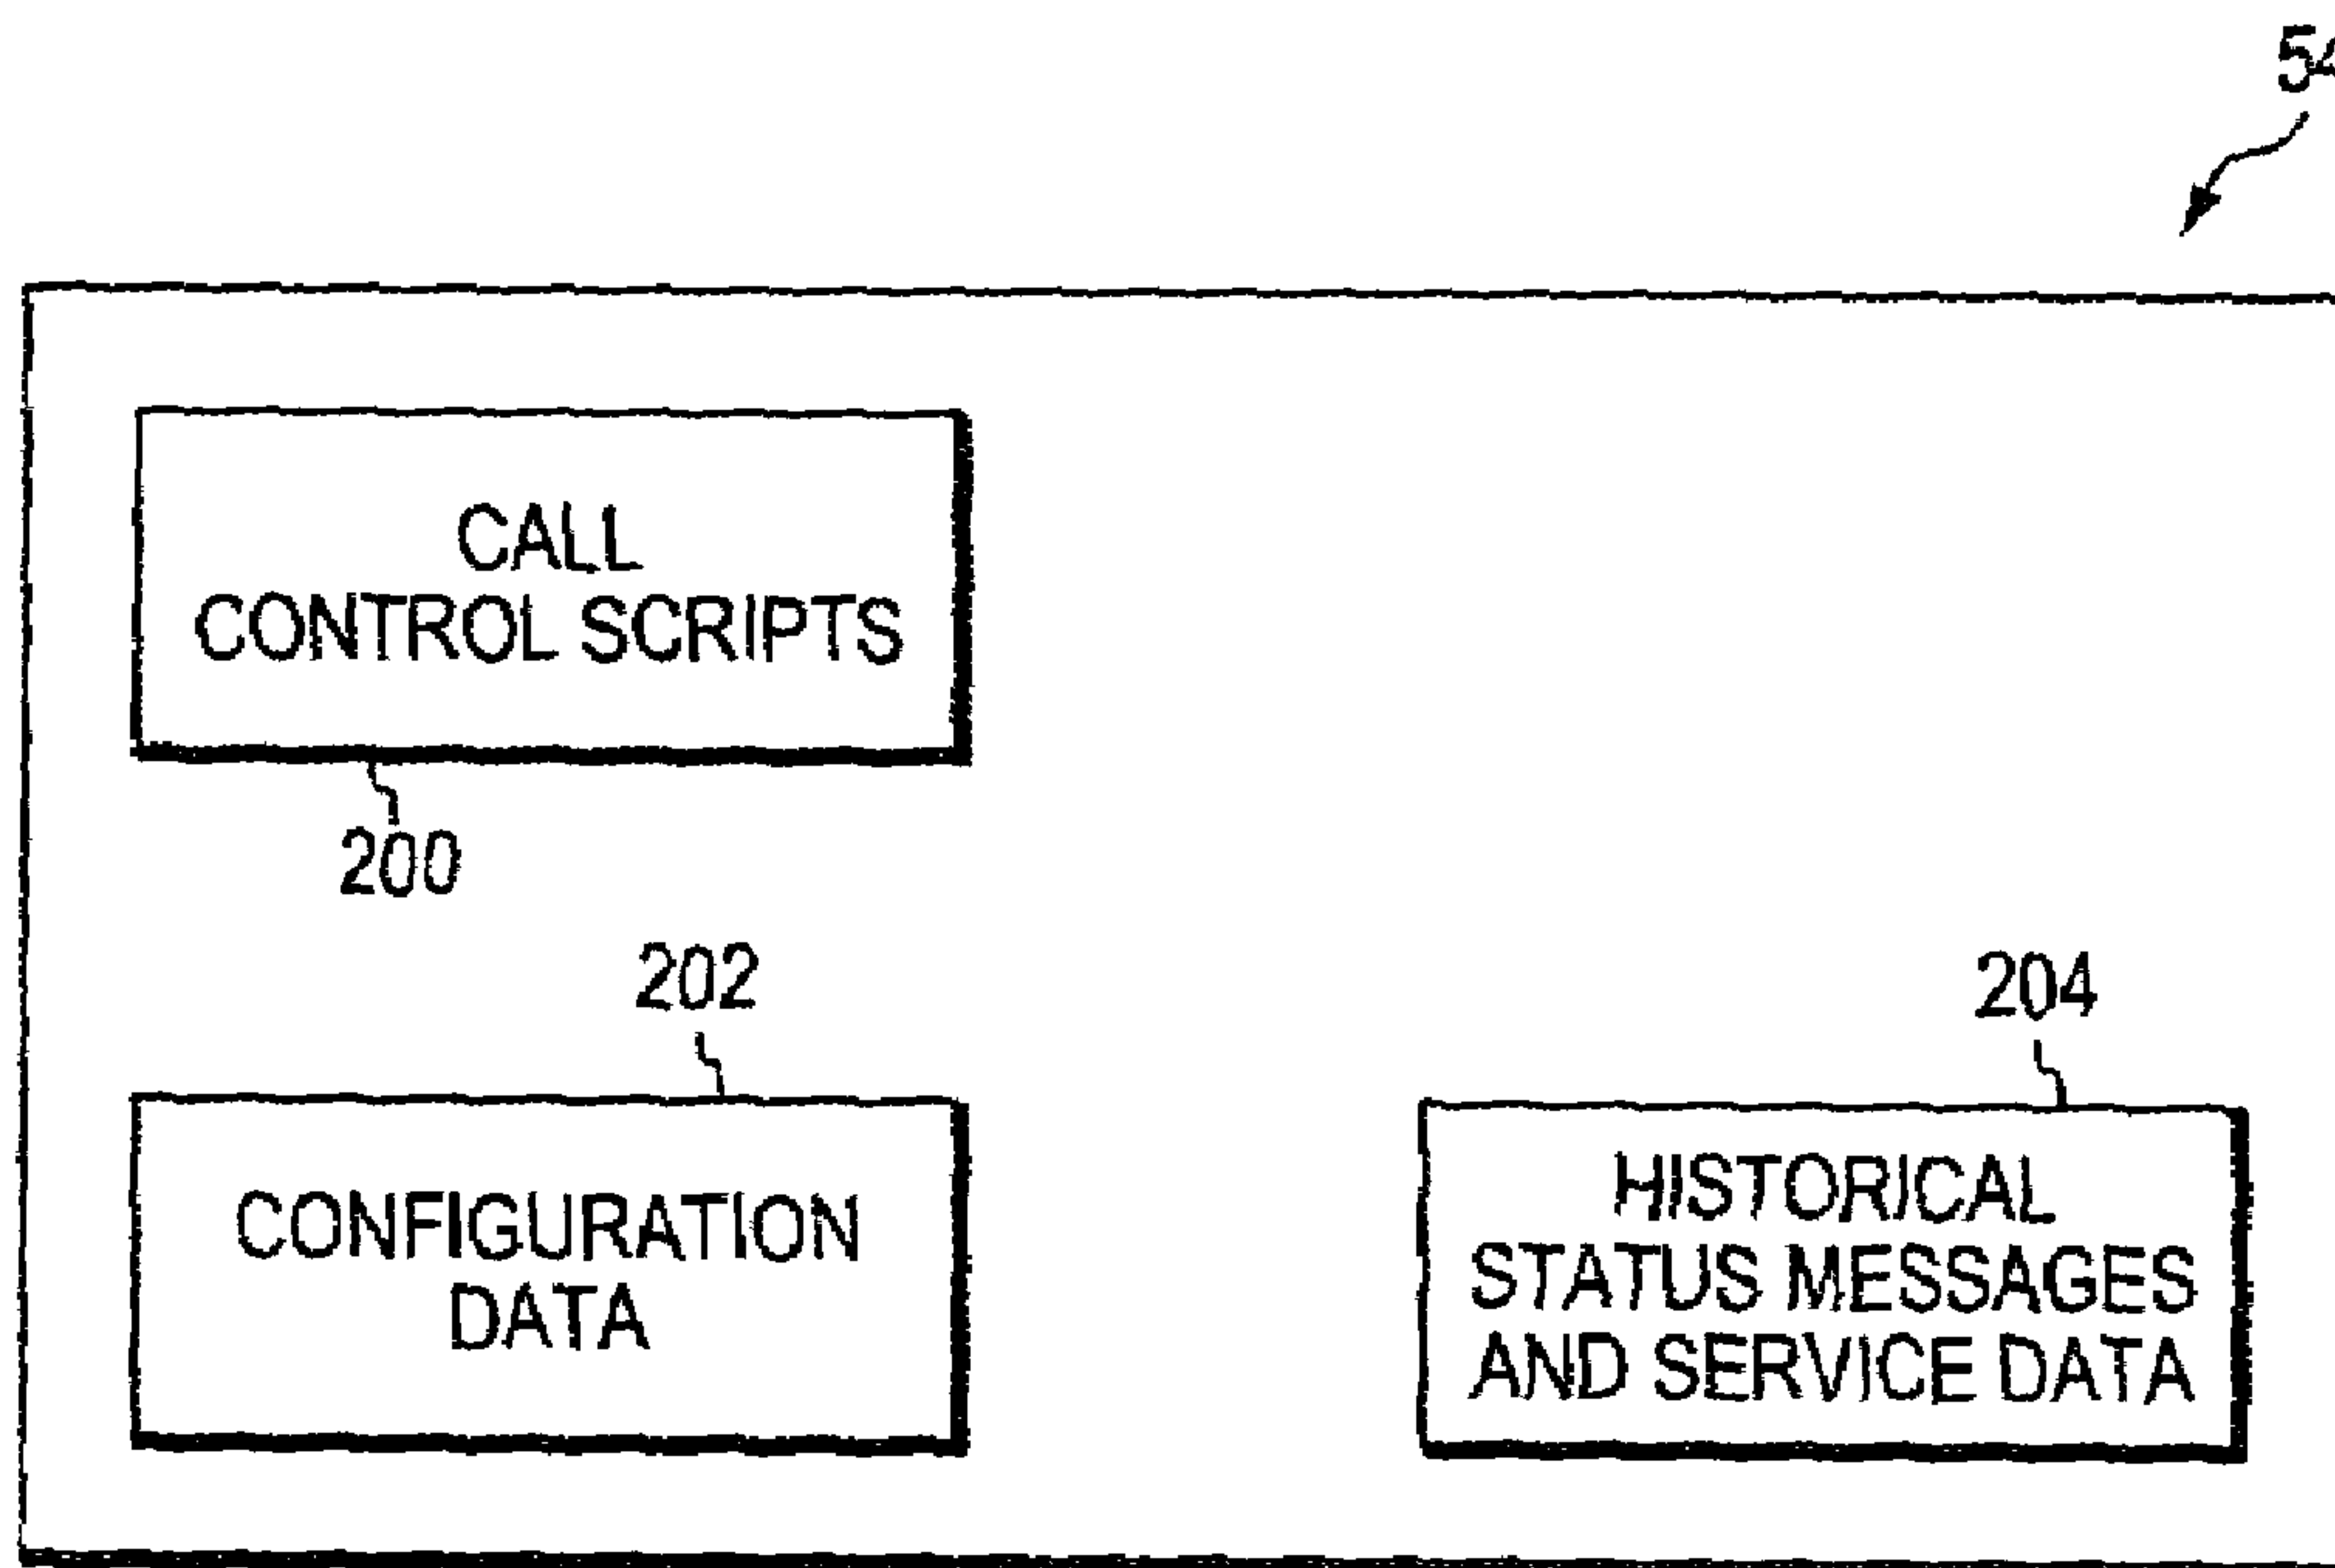 54
CALL
CONTROL SCRIPTS
200
202
204
CONFIGURATION
DATA
HISTORICAL
STATUS MESSAGES
AND SERVICE DATA